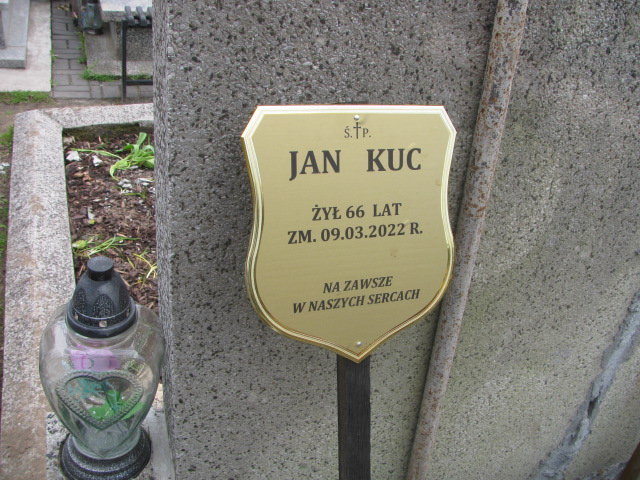 Ś.†P.
JAN KUC
ŻYŁ 66 LAT
ZM. 09.03.2022 R.
NA ZAWSZE
W NASZYCH SERCACH